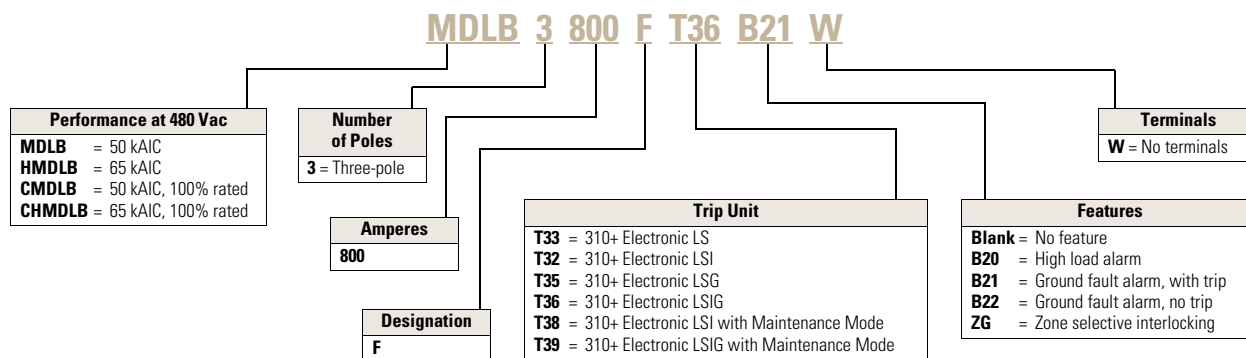 MDLB 3 800 F T36 B21 W
Performance at 480 Vac
MDLB = 50 kAIC
HMDLB = 65 kAIC
CMDLB = 50 kAIC, 100% rated
CHMDLB = 65 kAIC, 100% rated
Number
of Poles
3 = Three-pole
Amperes
800
Designation
F
Trip Unit
T33 = 310+ Electronic LS
T32 = 310+ Electronic LSI
T35 = 310+ Electronic LSG
T36 = 310+ Electronic LSIG
T38 = 310+ Electronic LSI with Maintenance Mode
T39 = 310+ Electronic LSIG with Maintenance Mode
Features
Blank = No feature
B20 = High load alarm
B21 = Ground fault alarm, with trip
B22 = Ground fault alarm, no trip
ZG = Zone selective interlocking
Terminals
W = No terminals